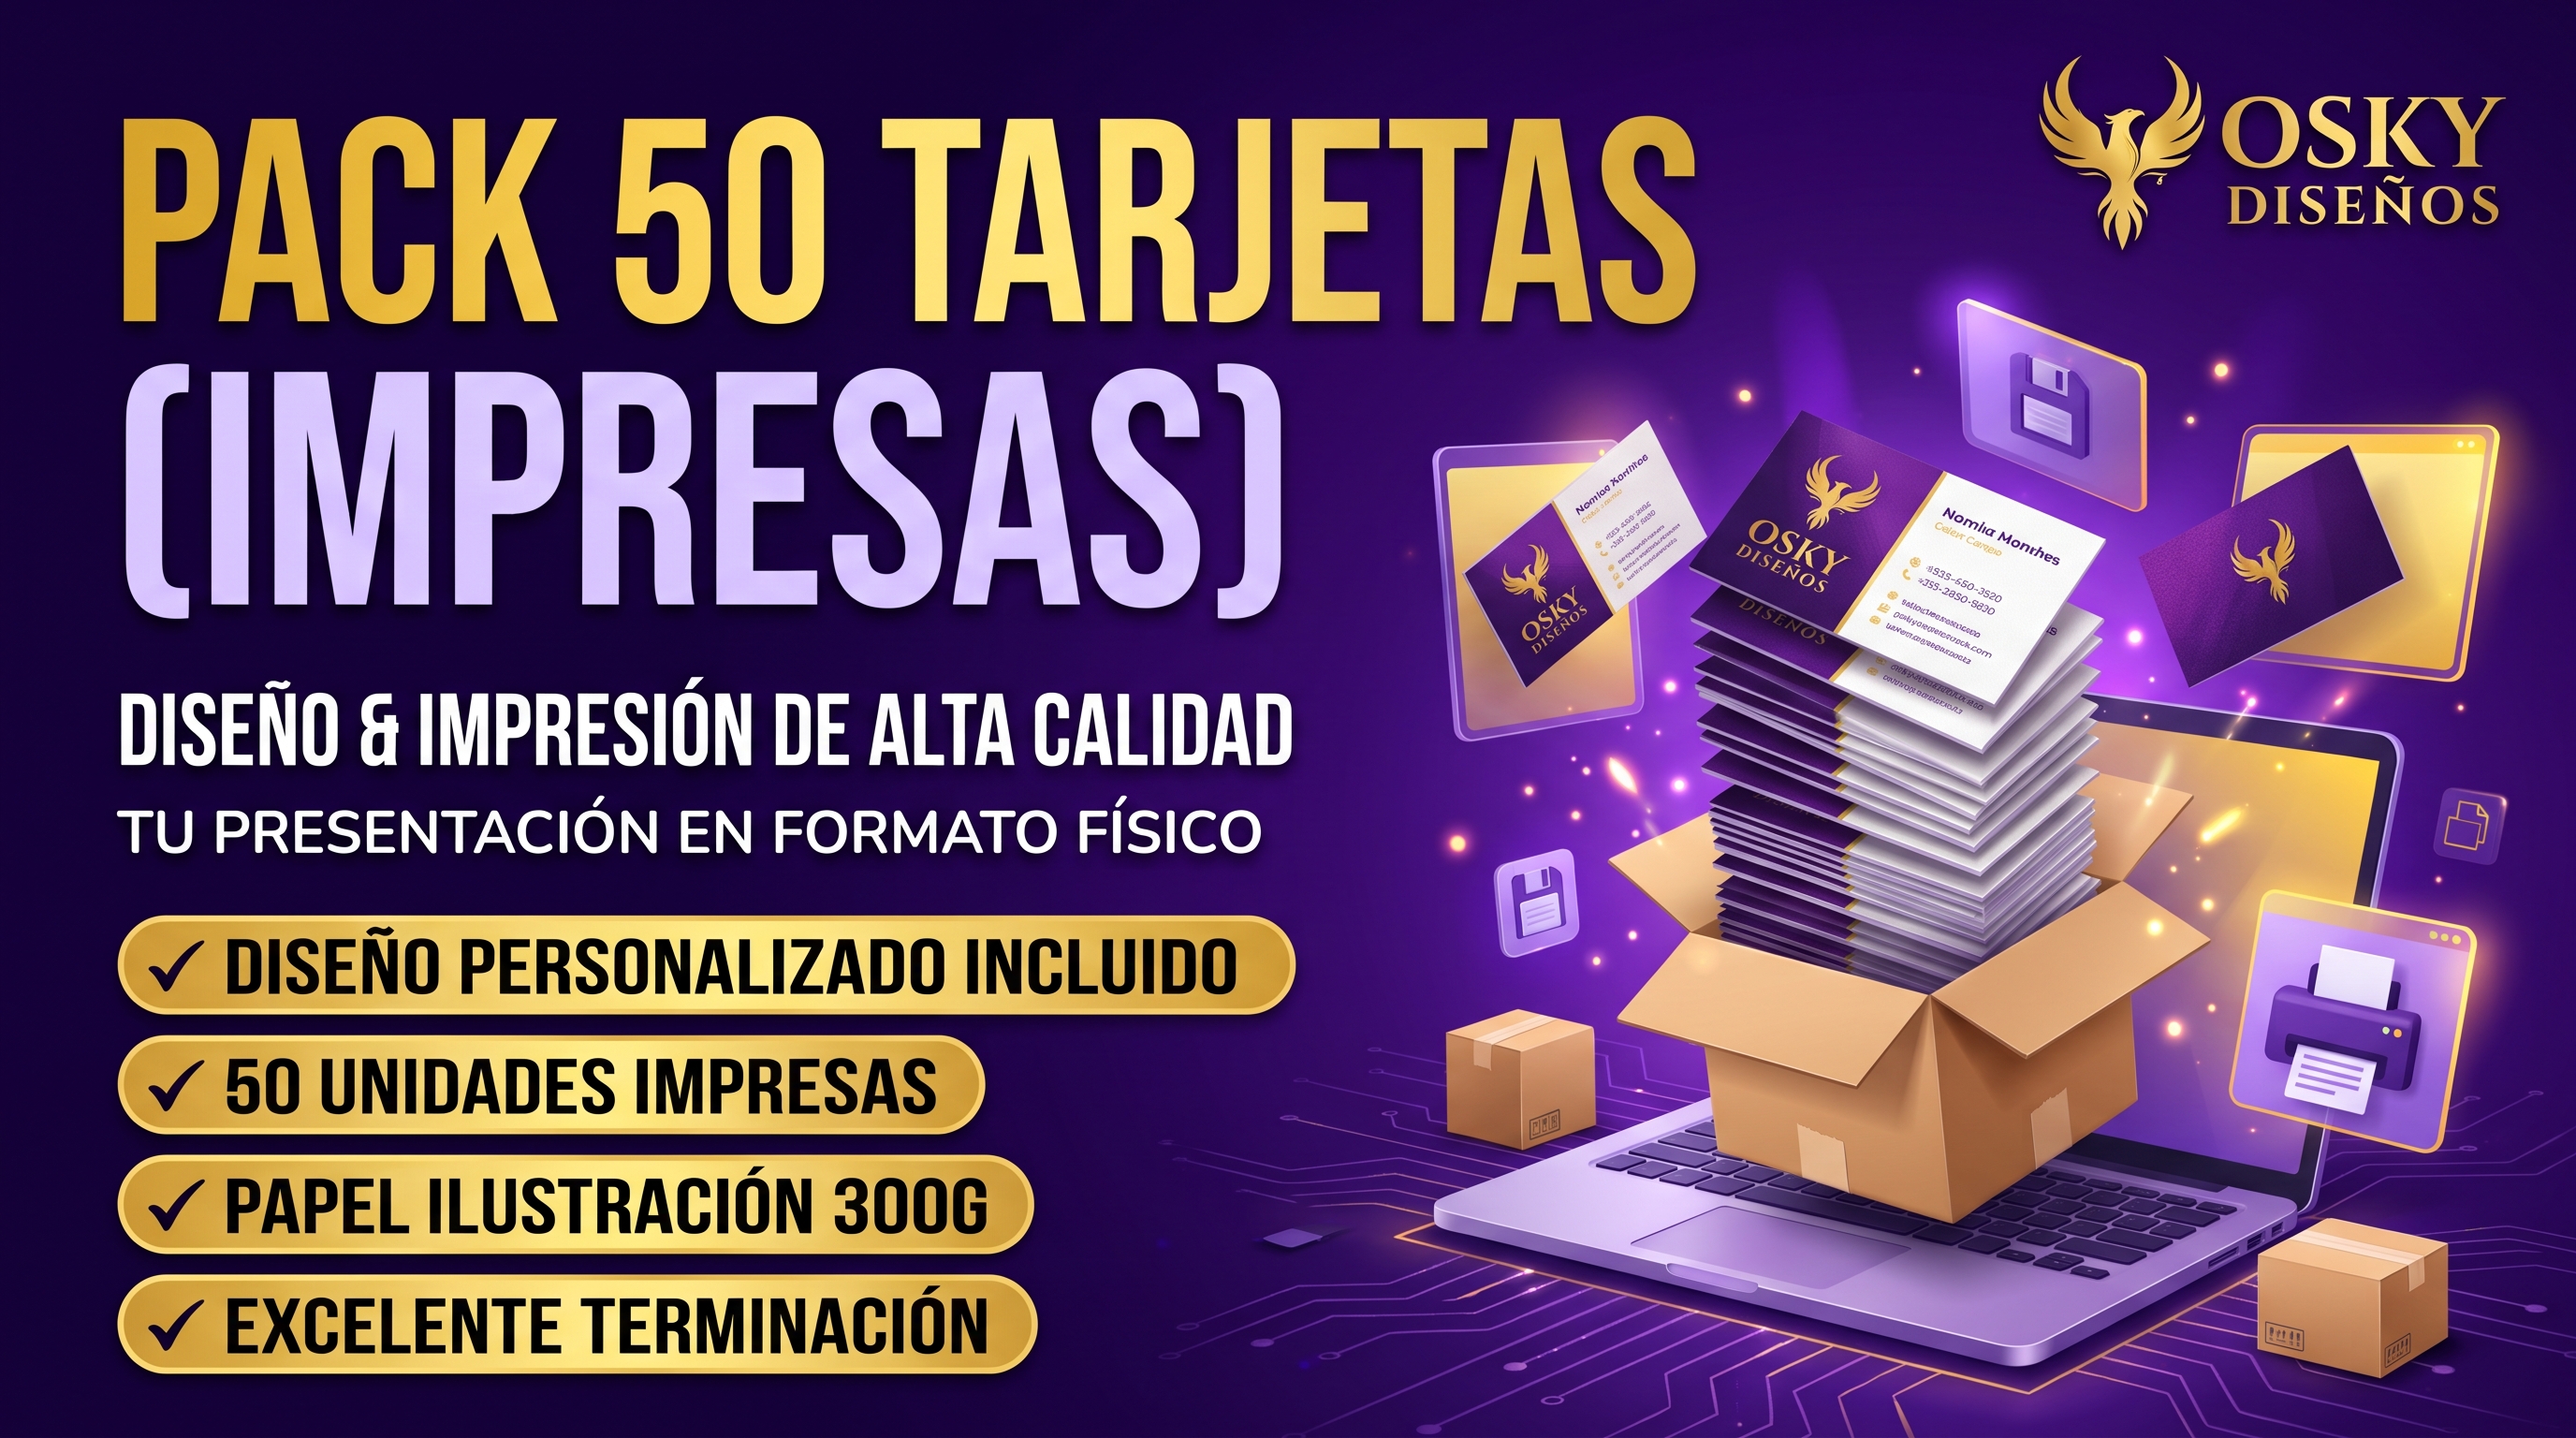 PACK 50 TARJETAS
(IMPRESAS)
DISEÑO & IMPRESIÓN DE ALTA CALIDAD
TU PRESENTACIÓN EN FORMATO FÍSICO
✓ DISEÑO PERSONALIZADO INCLUIDO
✓ 50 UNIDADES IMPRESAS
✓ PAPEL ILUSTRACIÓN 300G
✓ EXCELENTE TERMINACIÓN
OSKY
DISEÑOS
OSKY
DISEÑOS
OSKY
DISEÑOS
DISEÑOS